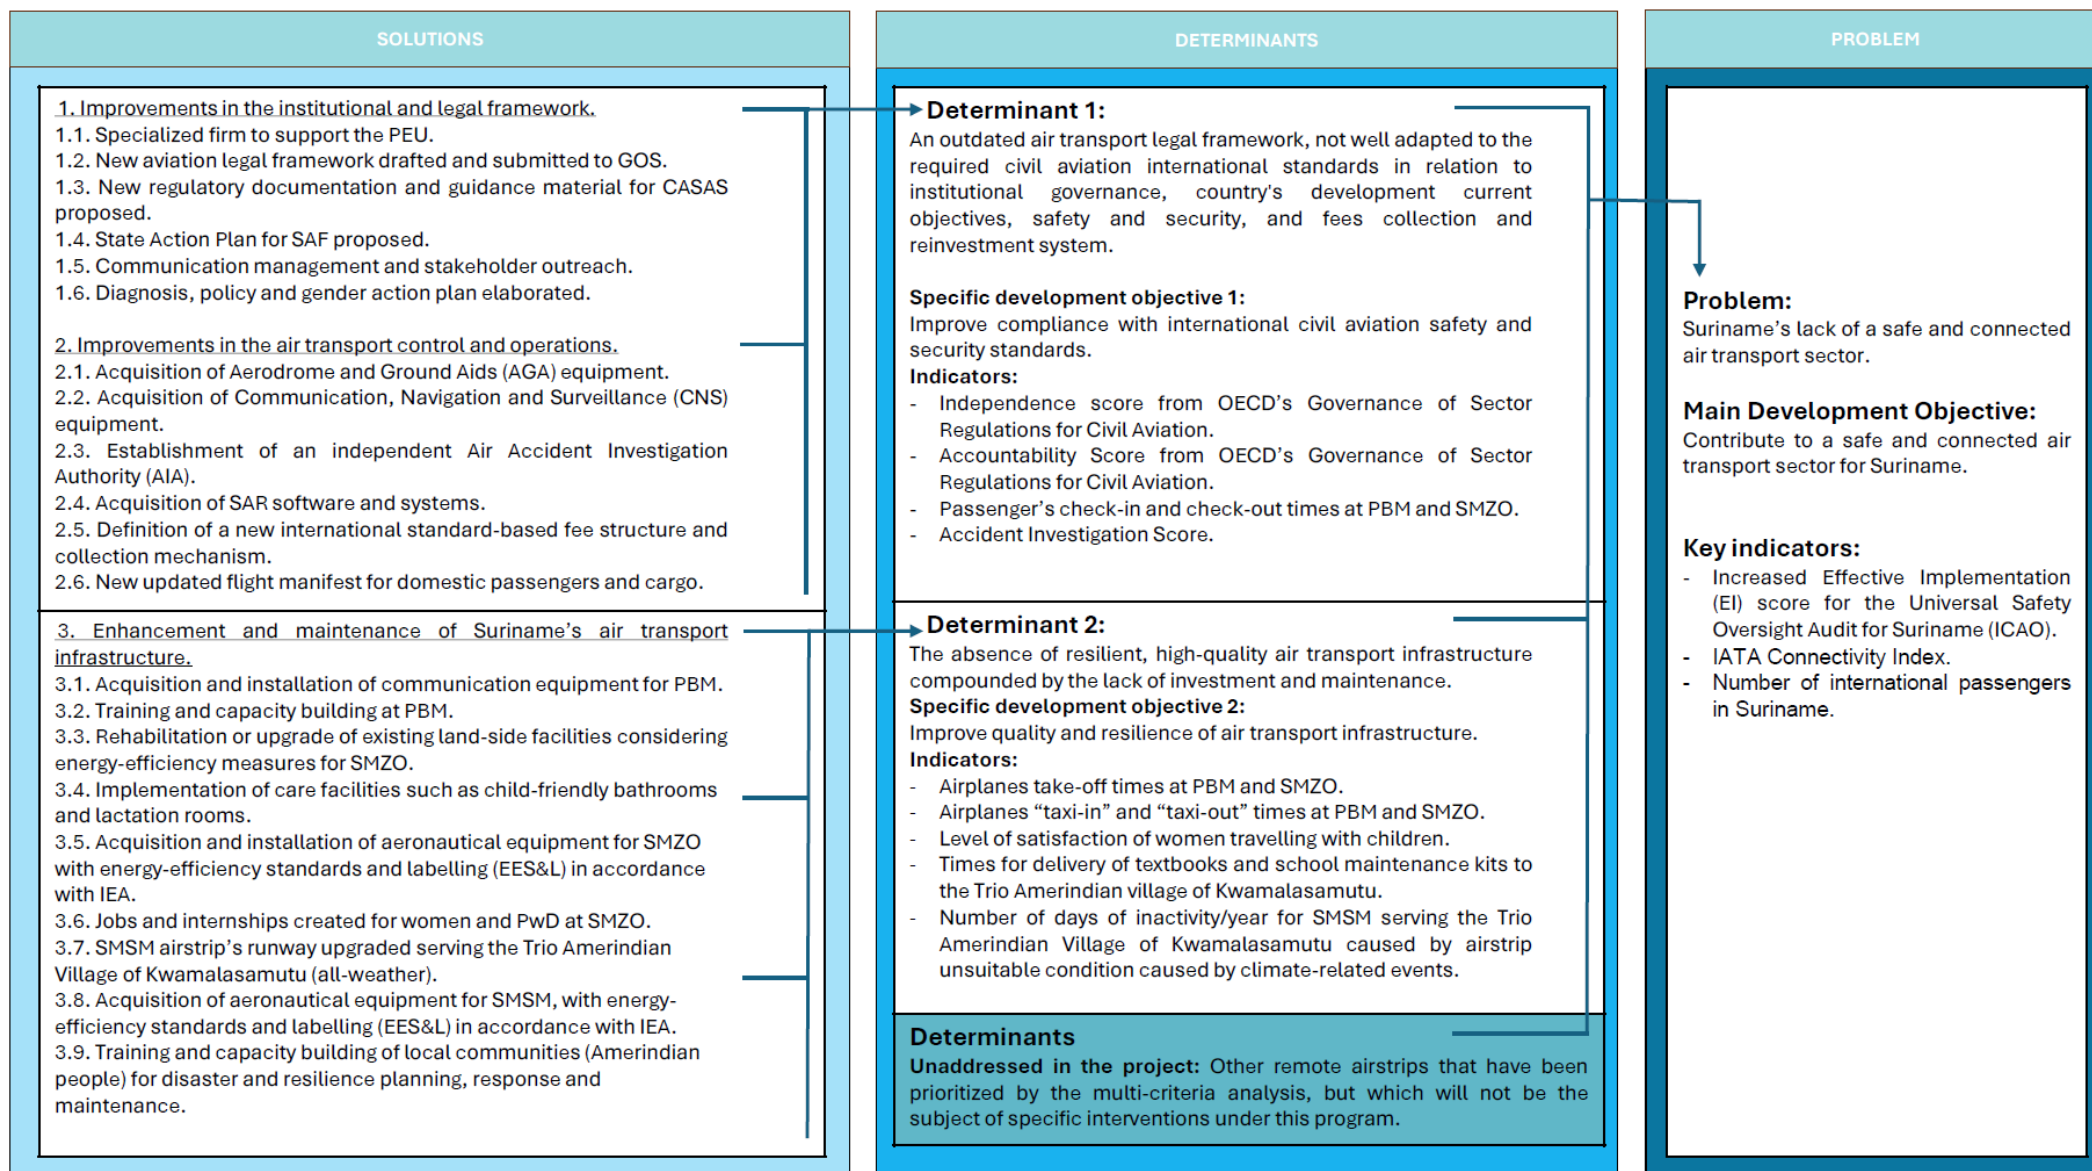 SOLUTIONS
1. Improvements in the institutional and legal framework.
1.1. Specialized firm to support the PEU.
1.2. New aviation legal framework drafted and submitted to GOS.
1.3. New regulatory documentation and guidance material for CASAS
proposed.
1.4. State Action Plan for SAF proposed.
1.5. Communication management and stakeholder outreach.
1.6. Diagnosis, policy and gender action plan elaborated.
2. Improvements in the air transport control and operations.
2.1. Acquisition of Aerodrome and Ground Aids (AGA) equipment.
2.2. Acquisition of Communication, Navigation and Surveillance (CNS)
equipment.
2.3. Establishment of an independent Air Accident Investigation
Authority (AIA).
2.4. Acquisition of SAR software and systems.
2.5. Definition of a new international standard-based fee structure and
collection mechanism.
2.6. New updated flight manifest for domestic passengers and cargo.
3. Enhancement and maintenance of Suriname's air transport
infrastructure.
3.1. Acquisition and installation of communication equipment for PBM.
3.2. Training and capacity building at PBM.
3.3. Rehabilitation or upgrade of existing land-side facilities considering
energy-efficiency measures for SMZO.
3.4. Implementation of care facilities such as child-friendly bathrooms
and lactation rooms.
3.5. Acquisition and installation of aeronautical equipment for SMZO
with energy-efficiency standards and labelling (EES&L) in accordance
with IEA.
3.6. Jobs and internships created for women and PwD at SMZO.
3.7. SMSM airstrip's runway upgraded serving the Trio Amerindian
Village of Kwamalasamutu (all-weather).
3.8. Acquisition of aeronautical equipment for SMSM, with energy-
efficiency standards and labelling (EES&L) in accordance with IEA.
3.9. Training and capacity building of local communities (Amerindian
people) for disaster and resilience planning, response and
maintenance.
DETERMINANTS
Determinant 1:
An outdated air transport legal framework, not well adapted to the
required civil aviation international standards in relation to
institutional governance, country's development current
objectives, safety and security, and fees collection and
reinvestment system.
Specific development objective 1:
Improve compliance with international civil aviation safety and
security standards.
Indicators:
- Independence score from OECD's Governance of Sector
Regulations for Civil Aviation.
- Accountability Score from OECD's Governance of Sector
Regulations for Civil Aviation.
- Passenger's check-in and check-out times at PBM and SMZO.
- Accident Investigation Score.
Determinant 2:
The absence of resilient, high-quality air transport infrastructure
compounded by the lack of investment and maintenance.
Specific development objective 2:
Improve quality and resilience of air transport infrastructure.
Indicators:
- Airplanes take-off times at PBM and SMZO.
- Airplanes "taxi-in" and "taxi-out" times at PBM and SMZO.
- Level of satisfaction of women travelling with children.
- Times for delivery of textbooks and school maintenance kits to
the Trio Amerindian village of Kwamalasamutu.
- Number of days of inactivity/year for SMSM serving the Trio
Amerindian Village of Kwamalasamutu caused by airstrip
unsuitable condition caused by climate-related events.
Determinants
Unaddressed in the project: Other remote airstrips that have been
prioritized by the multi-criteria analysis, but which will not be the
subject of specific interventions under this program.
PROBLEM
Problem:
Suriname's lack of a safe and connected
air transport sector.
Main Development Objective:
Contribute to a safe and connected air
transport sector for Suriname.
Key indicators:
- Increased Effective Implementation
(EI) score for the Universal Safety
Oversight Audit for Suriname (ICAO).
- IATA Connectivity Index.
- Number of international passengers
in Suriname.